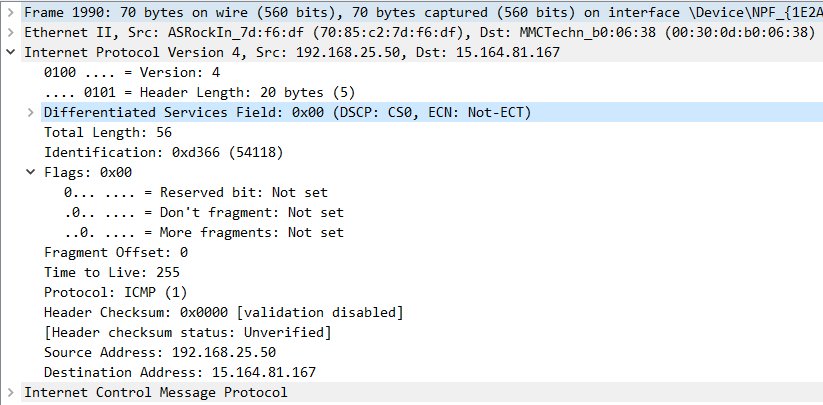 Frame 1990: 70 bytes on wire (560 bits), 70 bytes captured (560 bits) on interface \Device\NPF_{1E2A
Ethernet II, Src: ASRockIn_7d:f6:df (70:85:c2:7d:f6:df), Dst: MMCTechn_b0:06:38 (00:30:0d:b0:06:38)
Internet Protocol Version 4, Src: 192.168.25.50, Dst: 15.164.81.167
0100 .... = Version: 4
.... 0101 = Header Length: 20 bytes (5)
Differentiated Services Field: 0x00 (DSCP: CS0, ECN: Not-ECT)
Total Length: 56
Identification: 0xd366 (54118)
Flags: 0x00
0... .... = Reserved bit: Not set
.0.. .... = Don't fragment: Not set
..0. .... = More fragments: Not set
Fragment Offset: 0
Time to Live: 255
Protocol: ICMP (1)
Header Checksum: 0x0000 [validation disabled]
[Header checksum status: Unverified]
Source Address: 192.168.25.50
Destination Address: 15.164.81.167
Internet Control Message Protocol